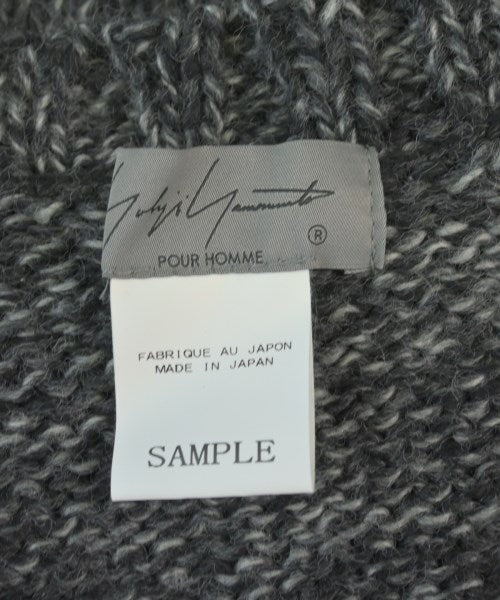 Yohji Yamamoto
®
POUR HOMME
FABRIQUE AU JAPON
MADE IN JAPAN
SAMPLE